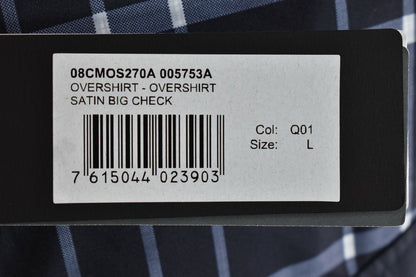 08CMOS270A 005753A
OVERSHIRT - OVERSHIRT
SATIN BIG CHECK
Col: Q01
Size: L
7 615044 023903